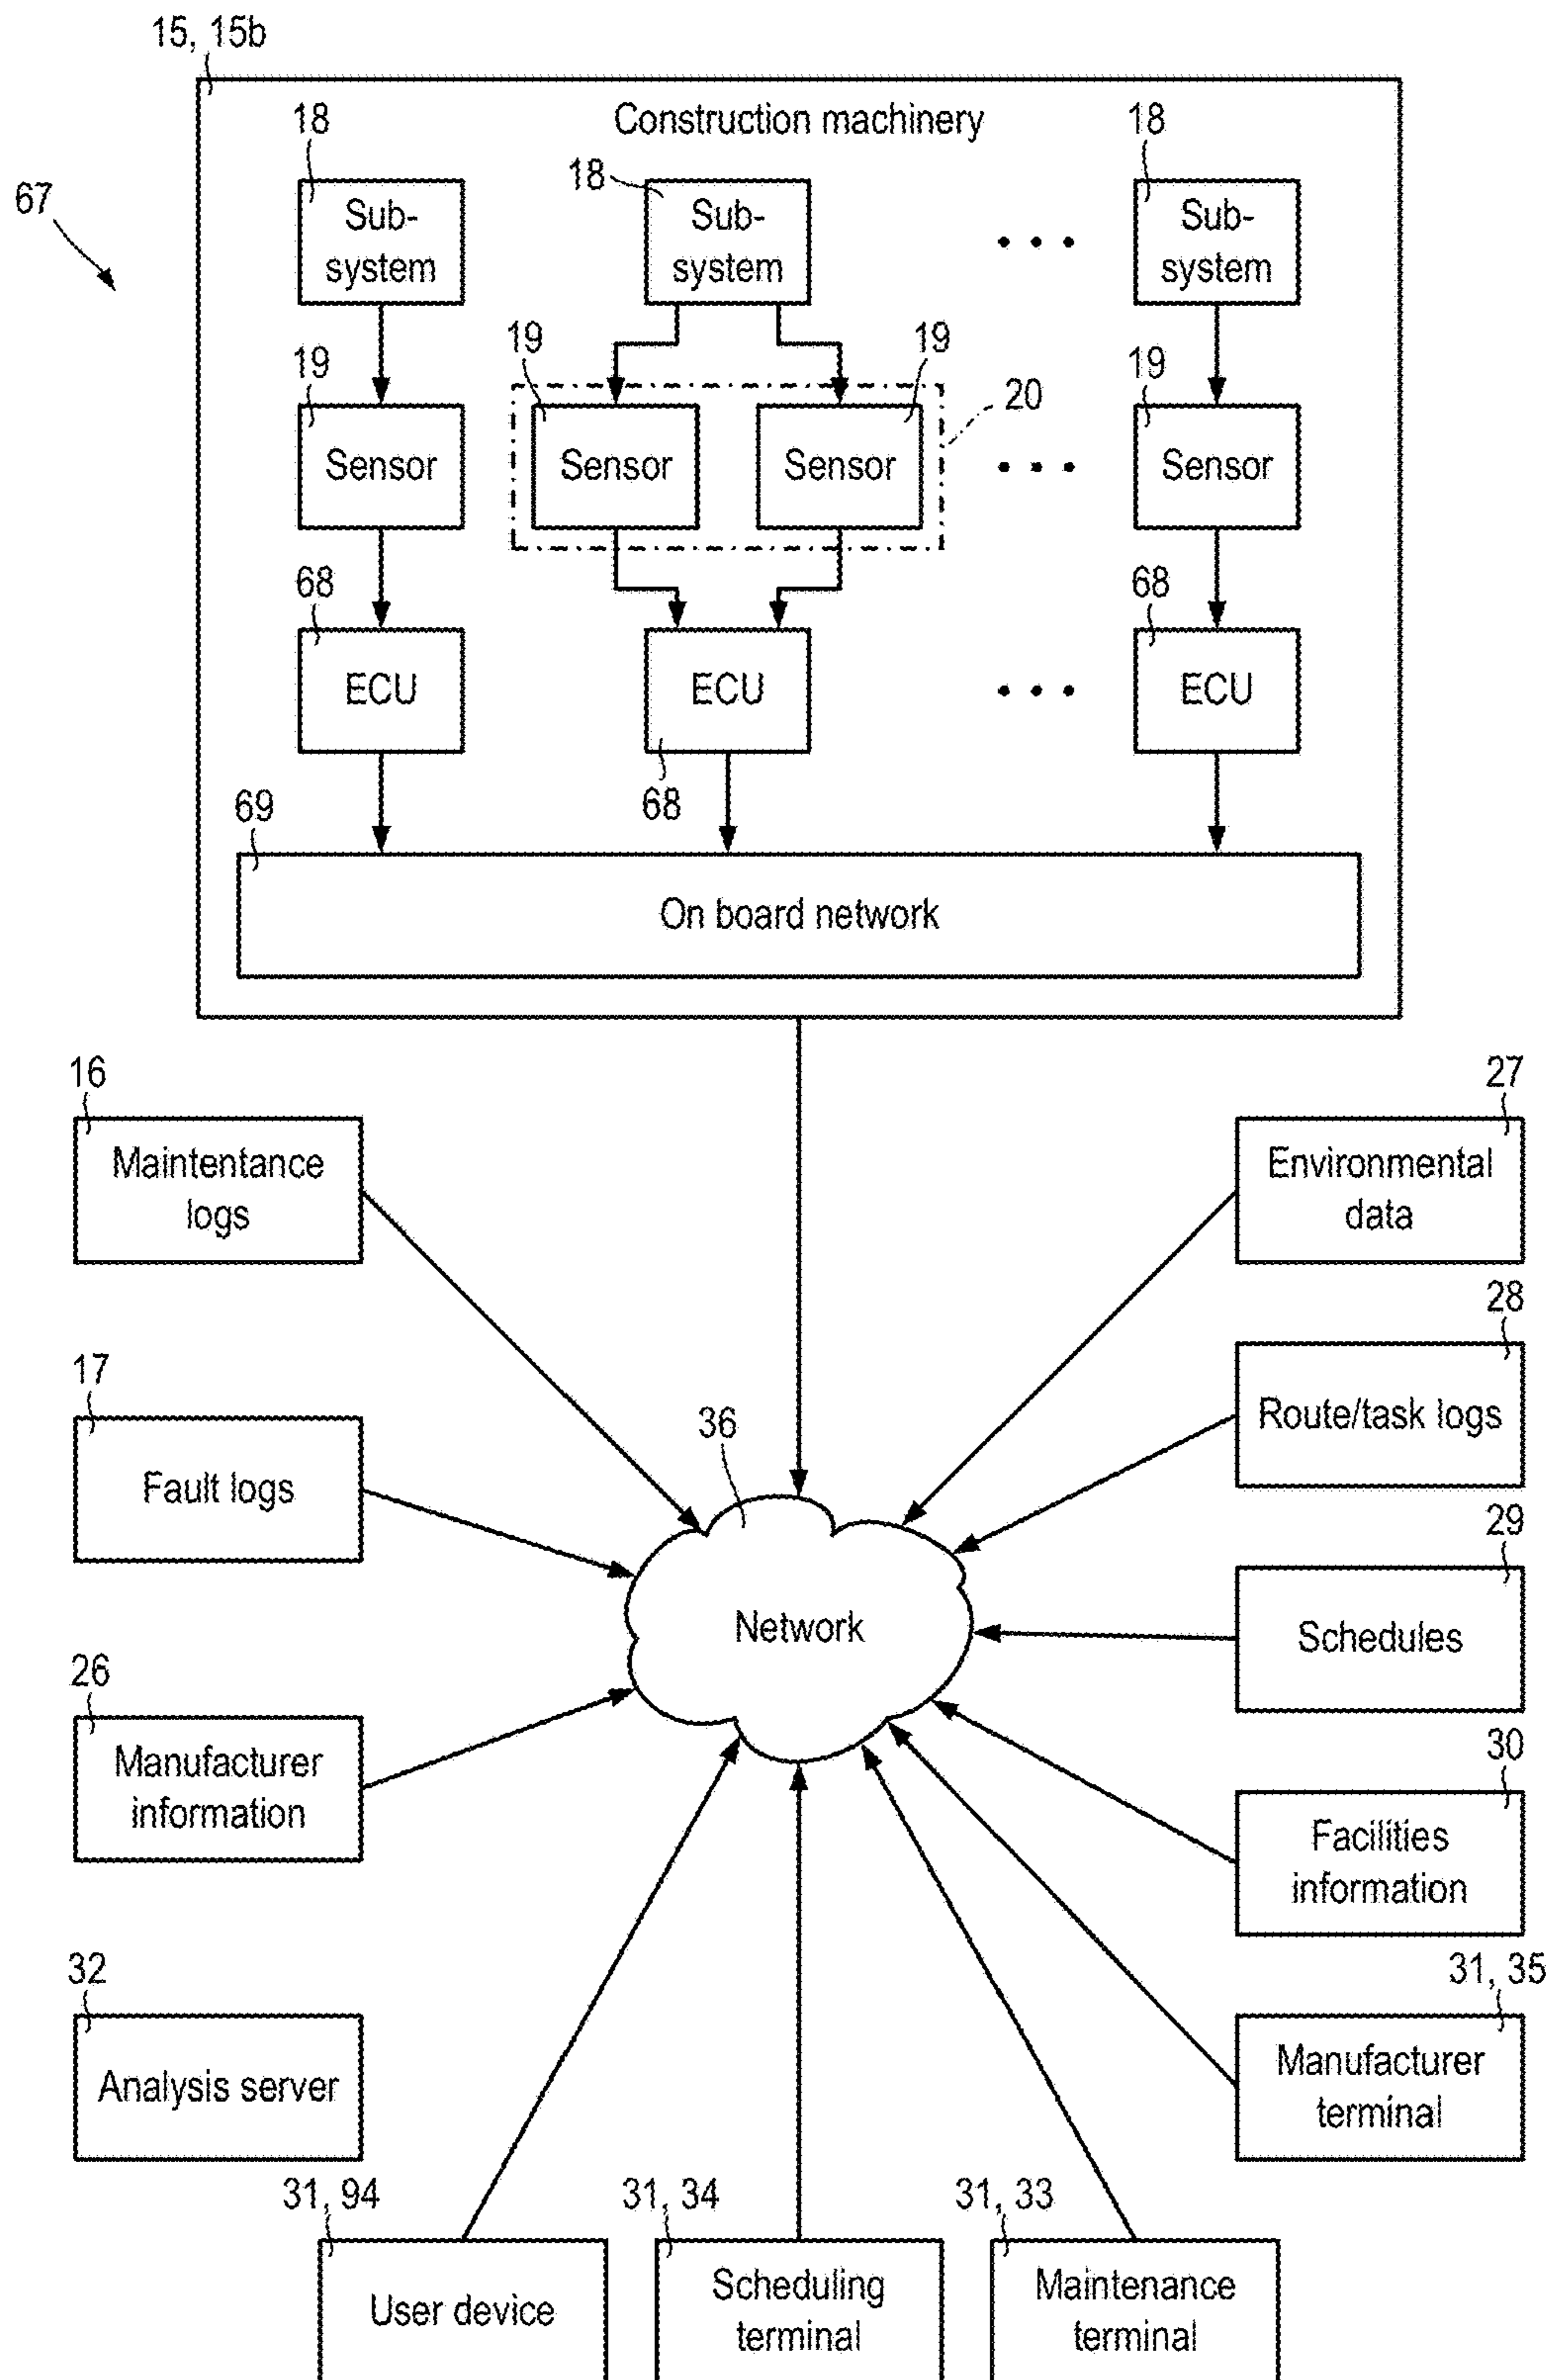 15, 15b
Construction machinery
18
18
18
67
Sub-
system
Sub-
system
Sub-
system
19
19
19
20
19
Sensor
Sensor
Sensor
Sensor
68
68
ECU
ECU
ECU
68
69
On board network
16
Maintentance
logs
27
Environmental
data
28
Route/task logs
17
Fault logs
36
Network
29
Schedules
26
Manufacturer
information
30
Facilities
information
32
Analysis server
31, 35
Manufacturer
terminal
31, 94
User device
31, 34
Scheduling
terminal
31, 33
Maintenance
terminal